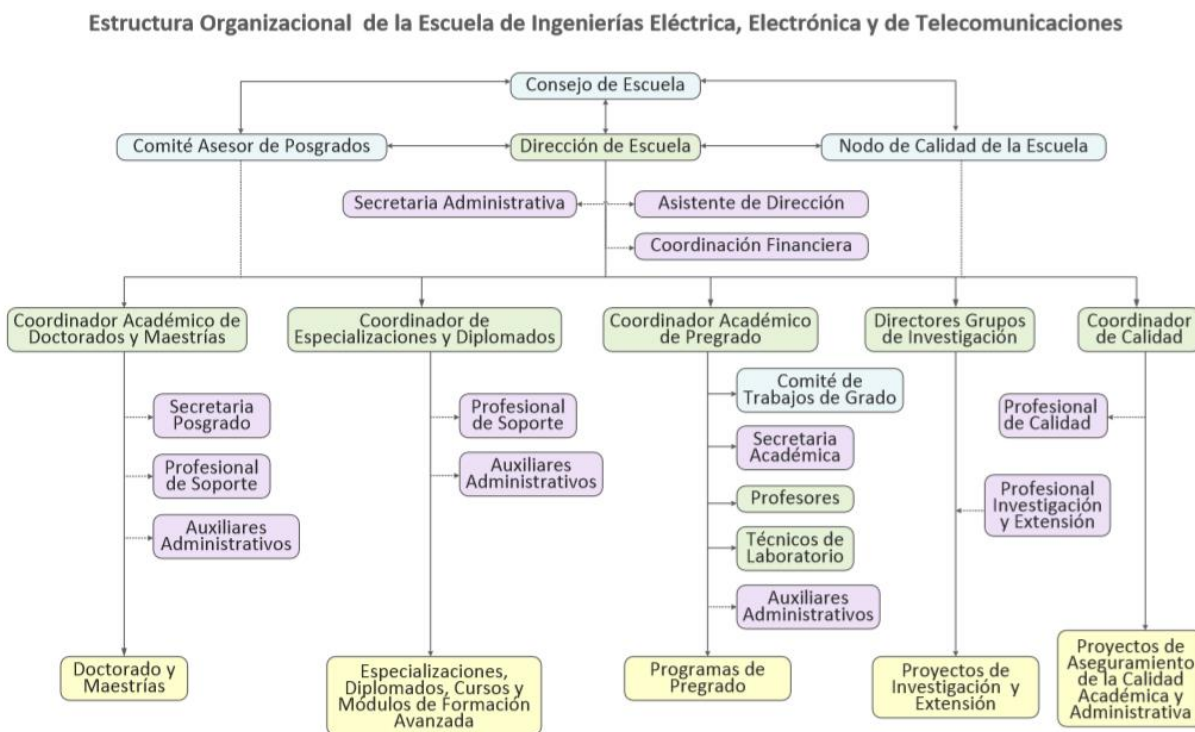 Estructura Organizacional de la Escuela de Ingenierías Eléctrica, Electrónica y de Telecomunicaciones
Consejo de Escuela
Comité Asesor de Posgrados
Dirección de Escuela
Nodo de Calidad de la Escuela
Secretaria Administrativa
Asistente de Dirección
Coordinación Financiera
Coordinador Académico de
Doctorados y Maestrías
Coordinador de
Especializaciones y Diplomados
Coordinador Académico
de Pregrado
Directores Grupos
de Investigación
Coordinador
de Calidad
Secretaria
Posgrado
Profesional
de Soporte
Auxiliares
Administrativos
Profesional
de Soporte
Auxiliares
Administrativos
Comité de
Trabajos de Grado
Secretaria
Académica
Profesores
Técnicos de
Laboratorio
Auxiliares
Administrativos
Profesional
Investigación
y Extensión
Profesional
de Calidad
Doctorado y
Maestrías
Especializaciones,
Diplomados, Cursos y
Módulos de Formación
Avanzada
Programas de
Pregrado
Proyectos de
Investigación y
Extensión
Proyectos de
Aseguramiento
de la Calidad
Académica y
Administrativa